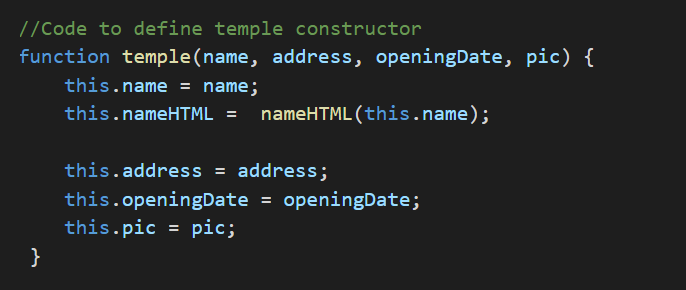 //Code to define temple constructor
function temple(name, address, openingDate, pic) {
    this.name = name;
    this.nameHTML =  nameHTML(this.name);

    this.address = address;
    this.openingDate = openingDate;
    this.pic = pic;
 }